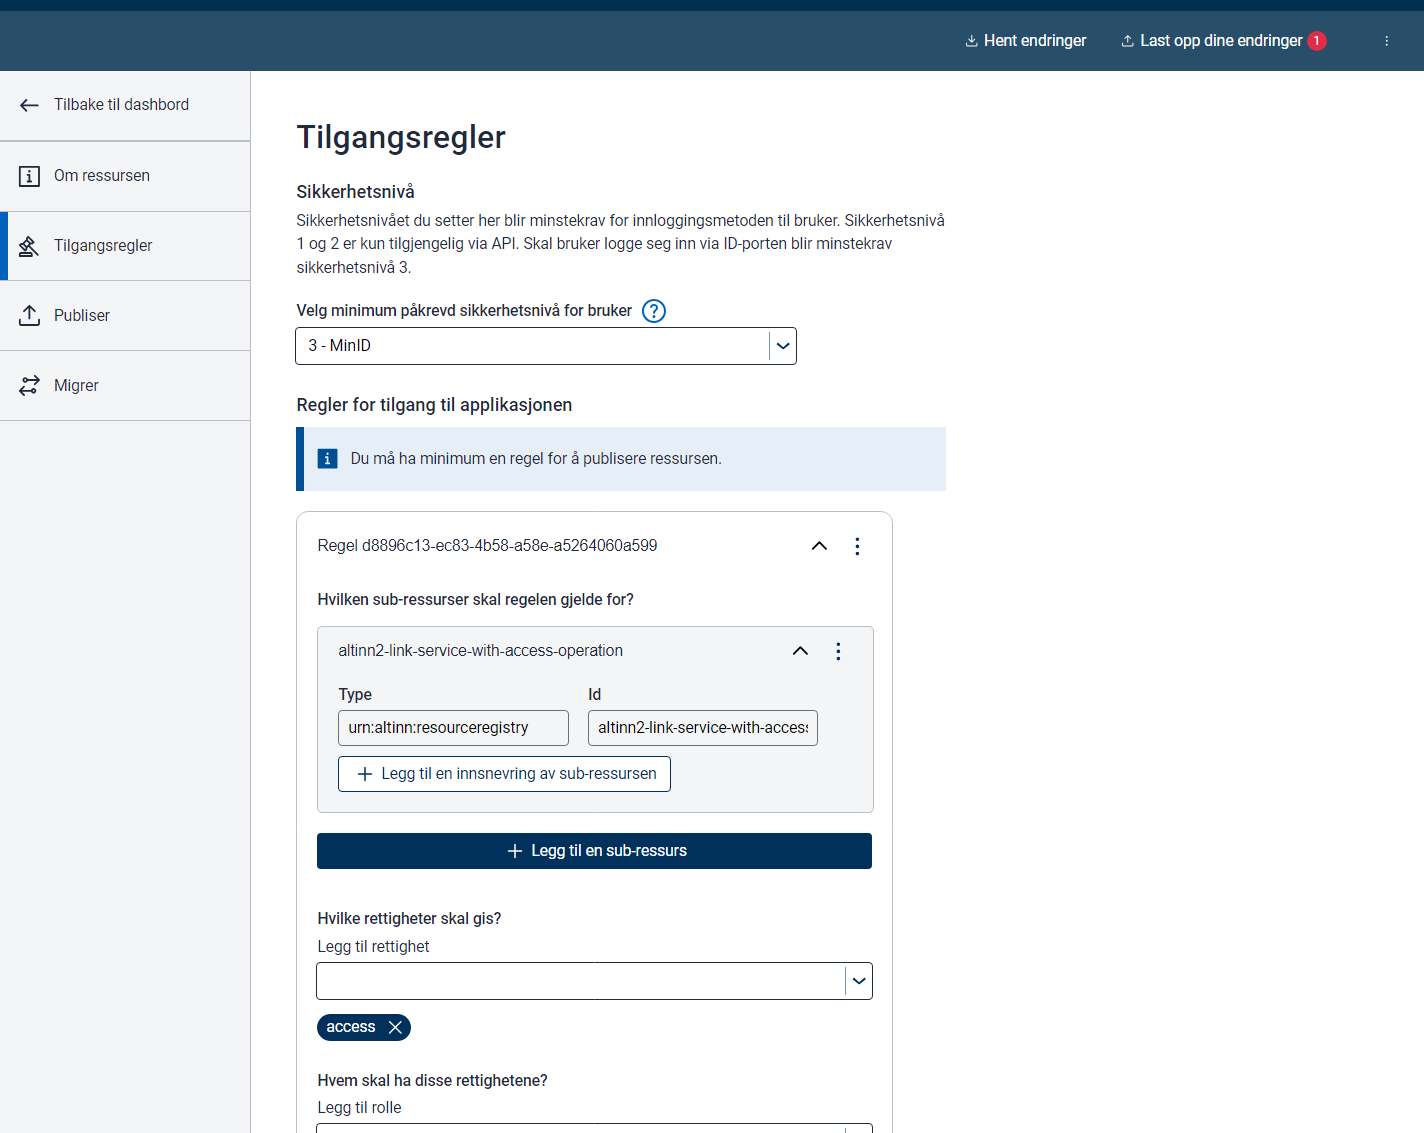 Hent endringer
Last opp dine endringer 1
Tilbake til dashbord
Om ressursen
Tilgangsregler
Publiser
Migrer
Tilgangsregler
Sikkerhetsnivå
Sikkerhetsnivået du setter her blir minstekrav for innloggingsmetoden til bruker. Sikkerhetsnivå
1 og 2 er kun tilgjengelig via API. Skal bruker logge seg inn via ID-porten blir minstekrav
sikkerhetsnivå 3.
Velg minimum påkrevd sikkerhetsnivå for bruker ?
3 - MinID
Regler for tilgang til applikasjonen
Du må ha minimum en regel for å publisere ressursen.
Regel d8896c13-ec83-4b58-a58e-a5264060a599
Hvilken sub-ressurser skal regelen gjelde for?
altinn2-link-service-with-access-operation
Type Id
urn:altinn:resourceregistry altinn2-link-service-with-access
Legg til en innsnevring av sub-ressursen
Legg til en sub-ressurs
Hvilke rettigheter skal gis?
Legg til rettighet
access
Hvem skal ha disse rettighetene?
Legg til rolle